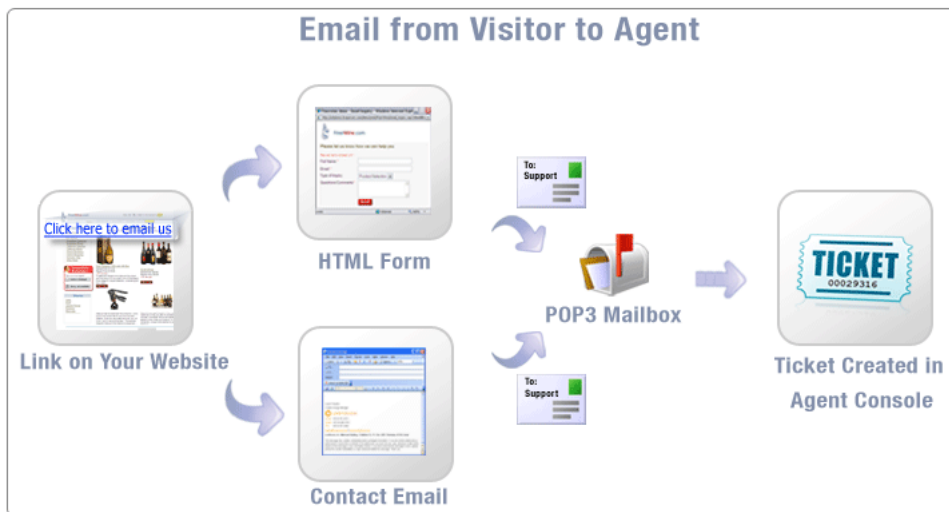 Email from Visitor to Agent
Click here to email us
Link on Your Website
HTML Form
Contact Email
To:
Support
To:
Support
POP3 Mailbox
TICKET
00029316
Ticket Created in
Agent Console